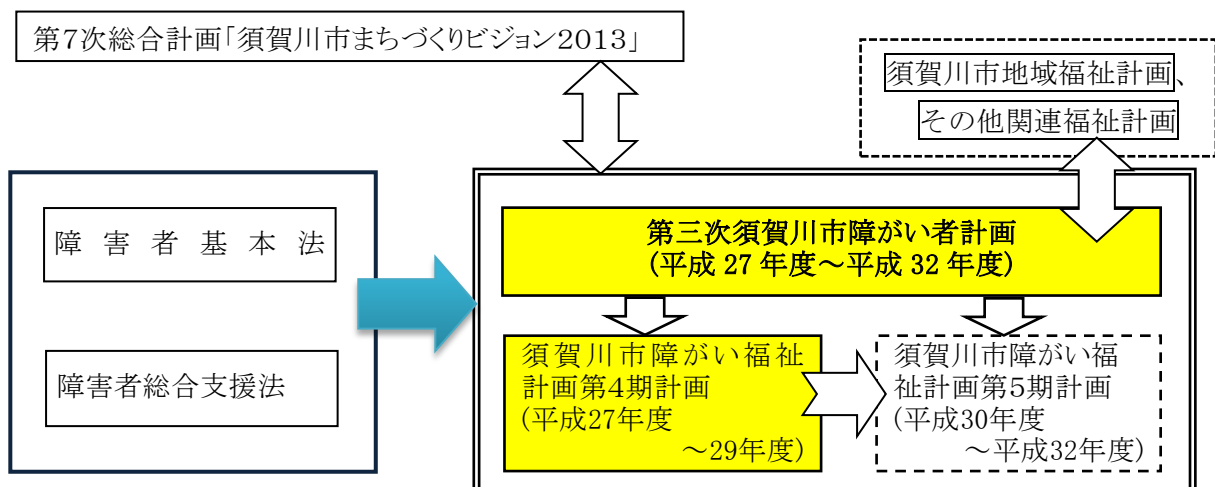 第7次総合計画「須賀川市まちづくりビジョン2013」
須賀川市地域福祉計画、
その他関連福祉計画
障害者基本法
障害者総合支援法
第三次須賀川市障がい者計画
(平成 27 年度～平成 32 年度)
須賀川市障がい福祉
計画第4期計画
(平成27年度
～29年度)
須賀川市障がい福
祉計画第5期計画
(平成30年度
～平成32年度)